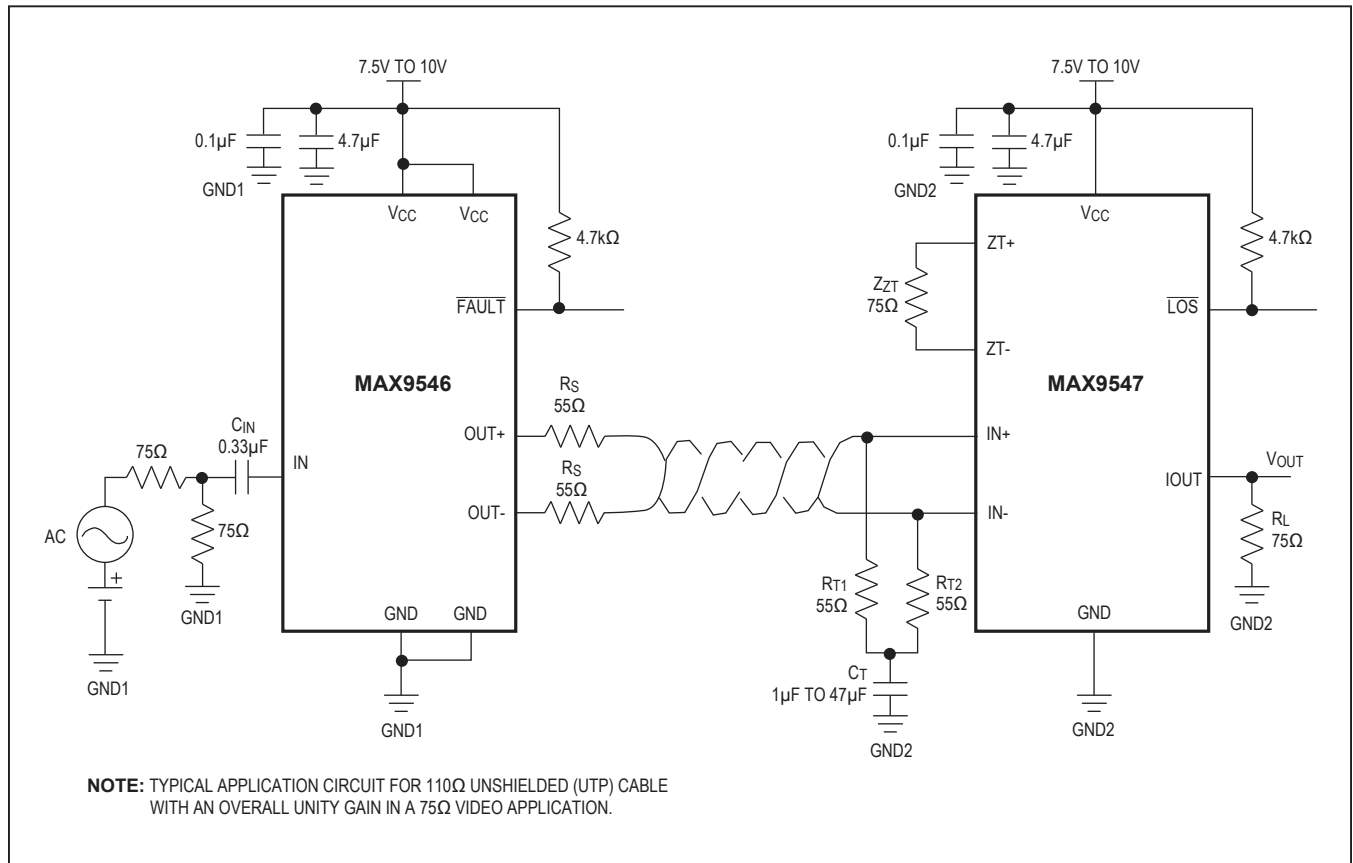 7.5V TO 10V
0.1µF
4.7µF
GND1
VCC
VCC
4.7kΩ
FAULT
MAX9546
RS
55Ω
OUT+
CIN
0.33µF
75Ω
IN
RS
55Ω
OUT-
AC
75Ω
+
GND1
GND1
GND
GND
GND1
7.5V TO 10V
0.1µF
4.7µF
GND2
VCC
4.7kΩ
ZT+
ZZT
75Ω
LOS
ZT-
MAX9547
IN+
VOUT
IOUT
IN-
RL
75Ω
RT1
55Ω
RT2
55Ω
GND2
GND
CT
1µF TO 47µF
GND2
GND2
NOTE: TYPICAL APPLICATION CIRCUIT FOR 110Ω UNSHIELDED (UTP) CABLE
WITH AN OVERALL UNITY GAIN IN A 75Ω VIDEO APPLICATION.